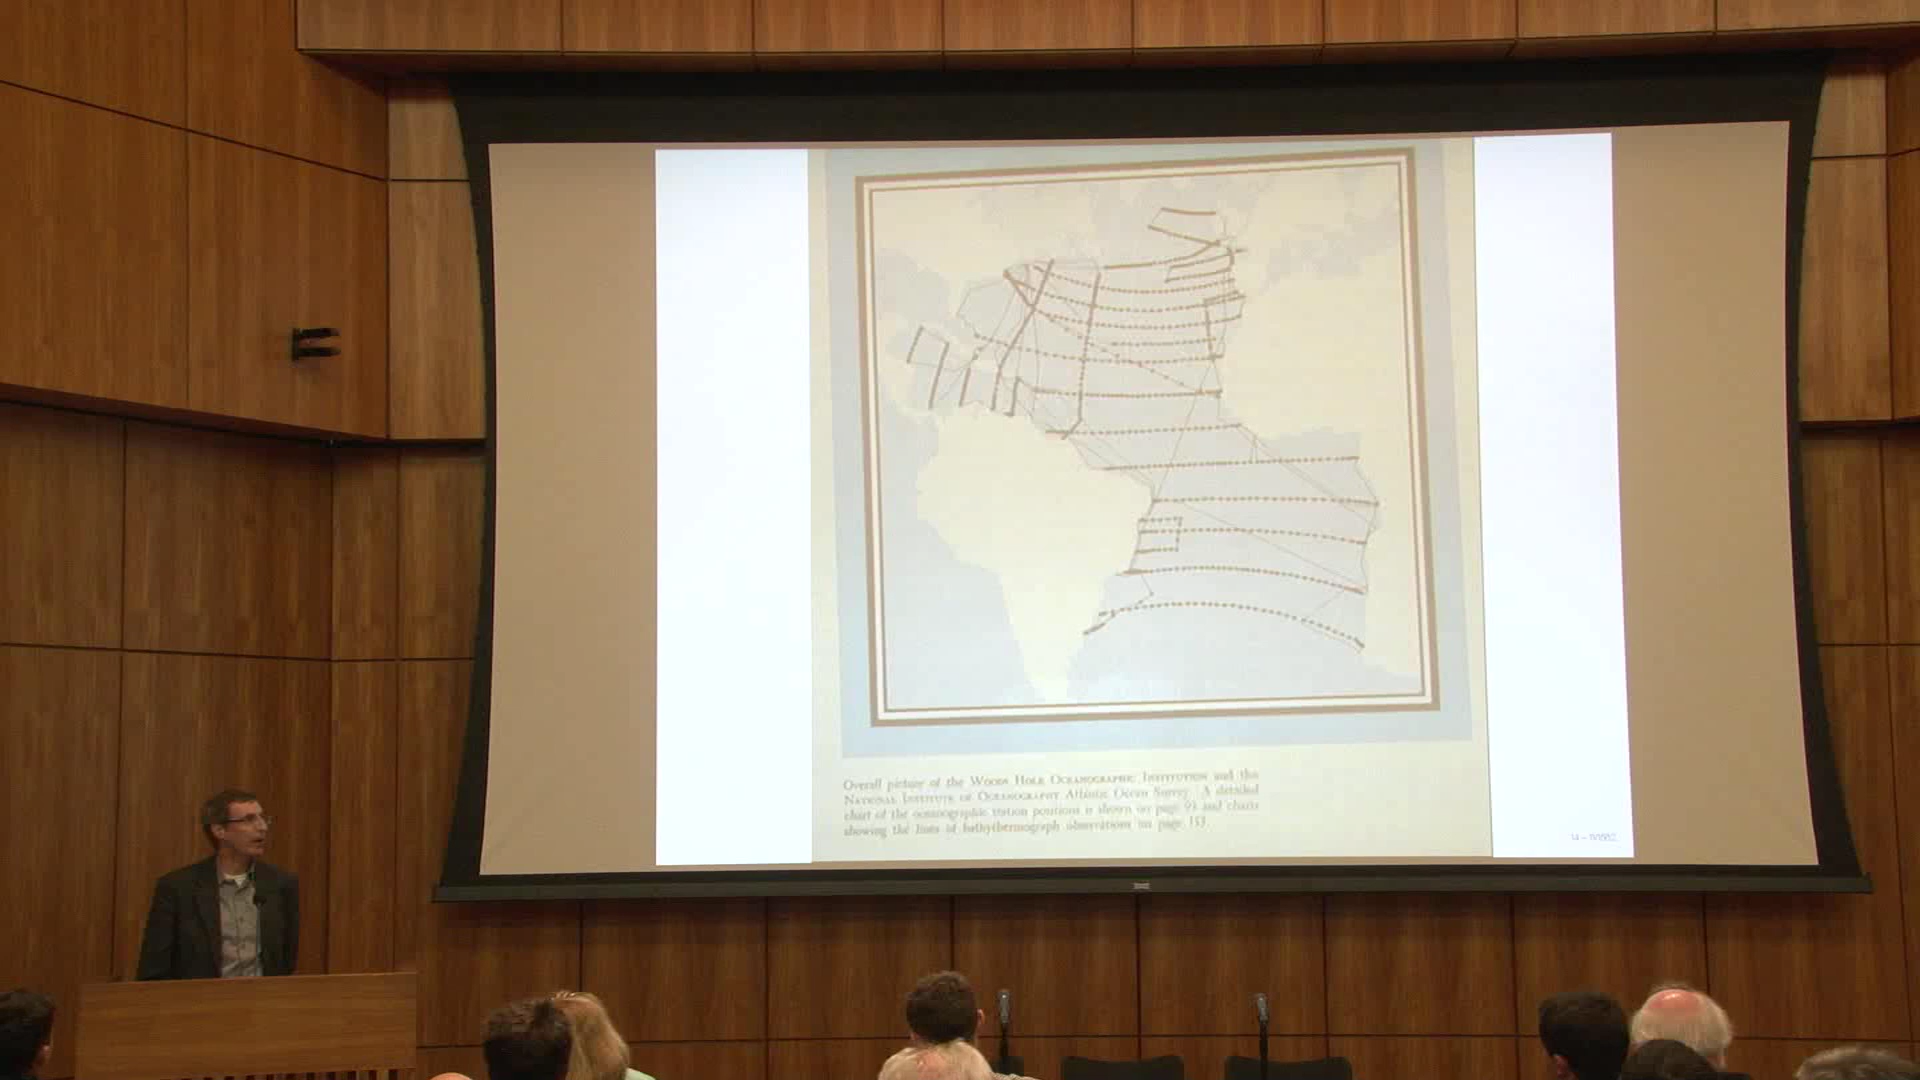 Overall picture of the Woods Hole Oceanographic Institution and the
National Institute of Oceanography Atlantic Ocean Survey. A detailed
chart of the oceanographic station positions is shown on page 93 and charts
showing the lines of bathythermograph observations on page 153